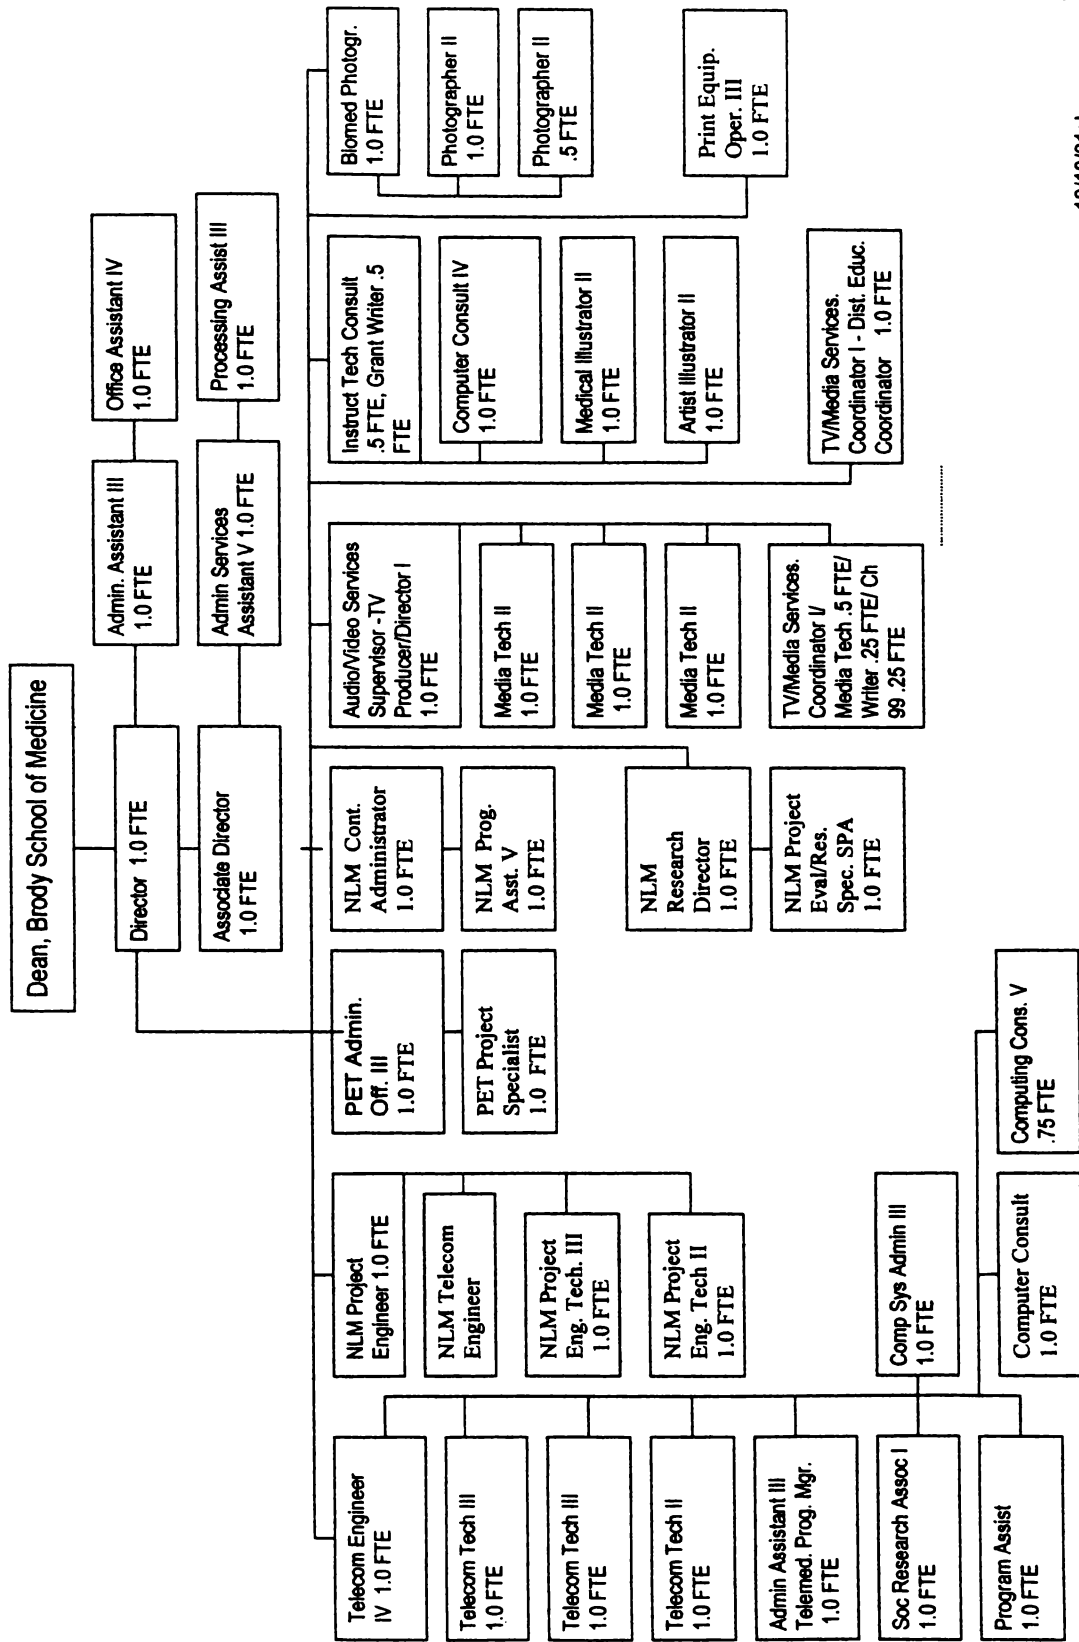 Dean, Brody School of Medicine
Director 1.0 FTE
Admin. Assistant III
1.0 FTE
Office Assistant IV
1.0 FTE
Associate Director
1.0 FTE
Admin Services
Assistant V 1.0 FTE
Processing Assist III
1.0 FTE
Telecom Engineer
IV 1.0 FTE
Telecom Tech III
1.0 FTE
Telecom Tech III
1.0 FTE
Telecom Tech II
1.0 FTE
Admin Assistant III
Telemed. Prog. Mgr.
1.0 FTE
Soc Research Assoc I
1.0 FTE
Program Assist
1.0 FTE
Comp Sys Admin III
1.0 FTE
Computer Consult
1.0 FTE
Computing Cons. V
.75 FTE
NLM Project
Engineer 1.0 FTE
NLM Telecom
Engineer
NLM Project
Eng. Tech. III
1.0 FTE
NLM Project
Eng. Tech II
1.0 FTE
PET Admin.
Off. III
1.0 FTE
PET Project
Specialist
1.0 FTE
NLM Cont.
Administrator
1.0 FTE
NLM Prog.
Asst. V
1.0 FTE
NLM
Research
Director
1.0 FTE
NLM Project
Eval/Res.
Spec. SPA
1.0 FTE
Audio/Video Services
Supervisor -TV
Producer/Director I
1.0 FTE
Media Tech II
1.0 FTE
Media Tech II
1.0 FTE
Media Tech II
1.0 FTE
TV/Media Services.
Coordinator I/
Media Tech .5 FTE/
Writer .25 FTE/ Ch
99 .25 FTE
Instruct Tech Consult
.5 FTE, Grant Writer .5
FTE
Computer Consult IV
1.0 FTE
Medical Illustrator II
1.0 FTE
Artist Illustrator II
1.0 FTE
TV/Media Services.
Coordinator I - Dist. Educ.
Coordinator 1.0 FTE
Biomed Photogr.
1.0 FTE
Photographer II
1.0 FTE
Photographer II
.5 FTE
Print Equip.
Oper. III
1.0 FTE